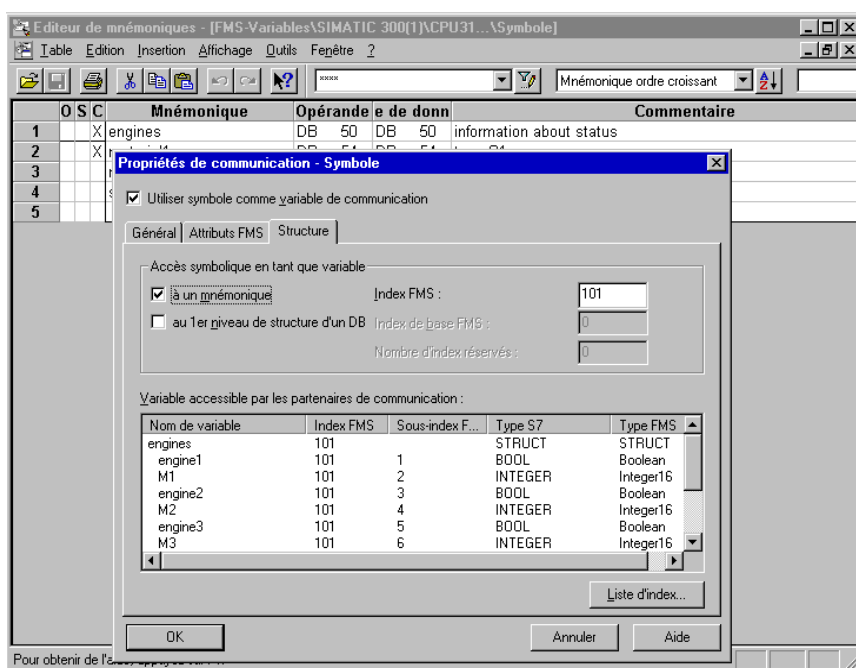 Editeur de mnémoniques - [FMS-Variables\SIMATIC 300(1)\CPU31...\Symbole]
Table Edition Insertion Affichage Outils Fenêtre ?
**** Mnémonique ordre croissant
O S C Mnémonique Opérande e de donn Commentaire
1 X engines DB 50 DB 50 information about status
2 X
3
4
5
Propriétés de communication - Symbole
Utiliser symbole comme variable de communication
Général Attributs FMS Structure
Accès symbolique en tant que variable
à un mnémonique Index FMS : 101
au 1er niveau de structure d'un DB Index de base FMS : 0
Nombre d'index réservés : 0
Variable accessible par les partenaires de communication :
Nom de variable Index FMS Sous-index F... Type S7 Type FMS
engines 101 STRUCT STRUCT
engine1 101 1 BOOL Boolean
M1 101 2 INTEGER Integer16
engine2 101 3 BOOL Boolean
M2 101 4 INTEGER Integer16
engine3 101 5 BOOL Boolean
M3 101 6 INTEGER Integer16
Liste d'index...
OK Annuler Aide
Pour obtenir de